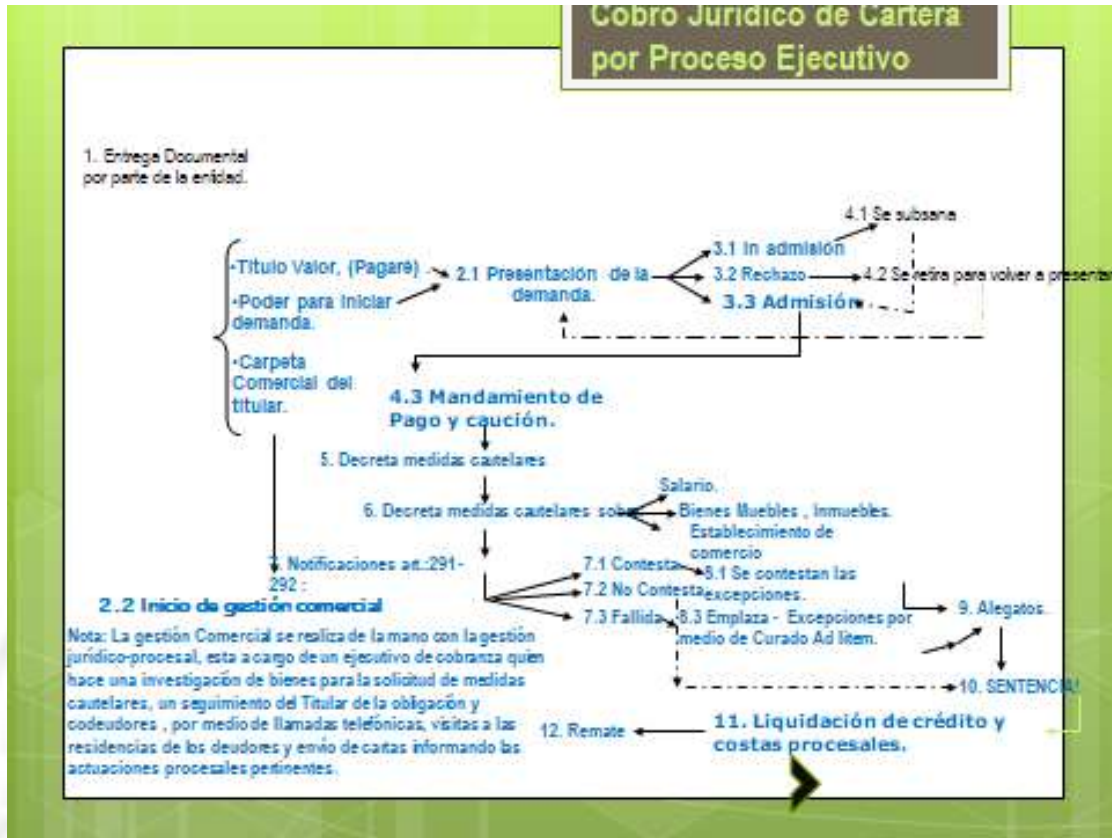 Cobro Jurídico de Cartera
por Proceso Ejecutivo
1. Entrega Documental
por parte de la entidad.
•Titulo Valor, (Pagaré)
•Poder para Iniciar
demanda.
•Carpeta
Comercial del
titular.
2.1 Presentación de la
demanda.
3.1 In admisión
3.2 Rechazo
3.3 Admisión
4.1 Se subsana
4.2 Se retira para volver a presentar
4.3 Mandamiento de
Pago y caución.
5. Decreta medidas cautelares
6. Decreta medidas cautelares sobre
Salario.
Bienes Muebles , Inmuebles.
Establecimiento de
comercio
7. Notificaciones art.:291-
292 :
7.1 Contesta
7.2 No Contesta
7.3 Fallida
8.1 Se contestan las
excepciones.
8.3 Emplaza - Excepciones por
medio de Curado Ad litem.
9. Alegatos.
10. SENTENCIA!
11. Liquidación de crédito y
costas procesales.
12. Remate
2.2 Inicio de gestión comercial
Nota: La gestión Comercial se realiza de la mano con la gestión
jurídico-procesal, esta a cargo de un ejecutivo de cobranza quien
hace una investigación de bienes para la solicitud de medidas
cautelares, un seguimiento del Titular de la obligación y
codeudores , por medio de llamadas telefónicas, visitas a las
residencias de los deudores y envío de cartas informando las
actuaciones procesales pertinentes.